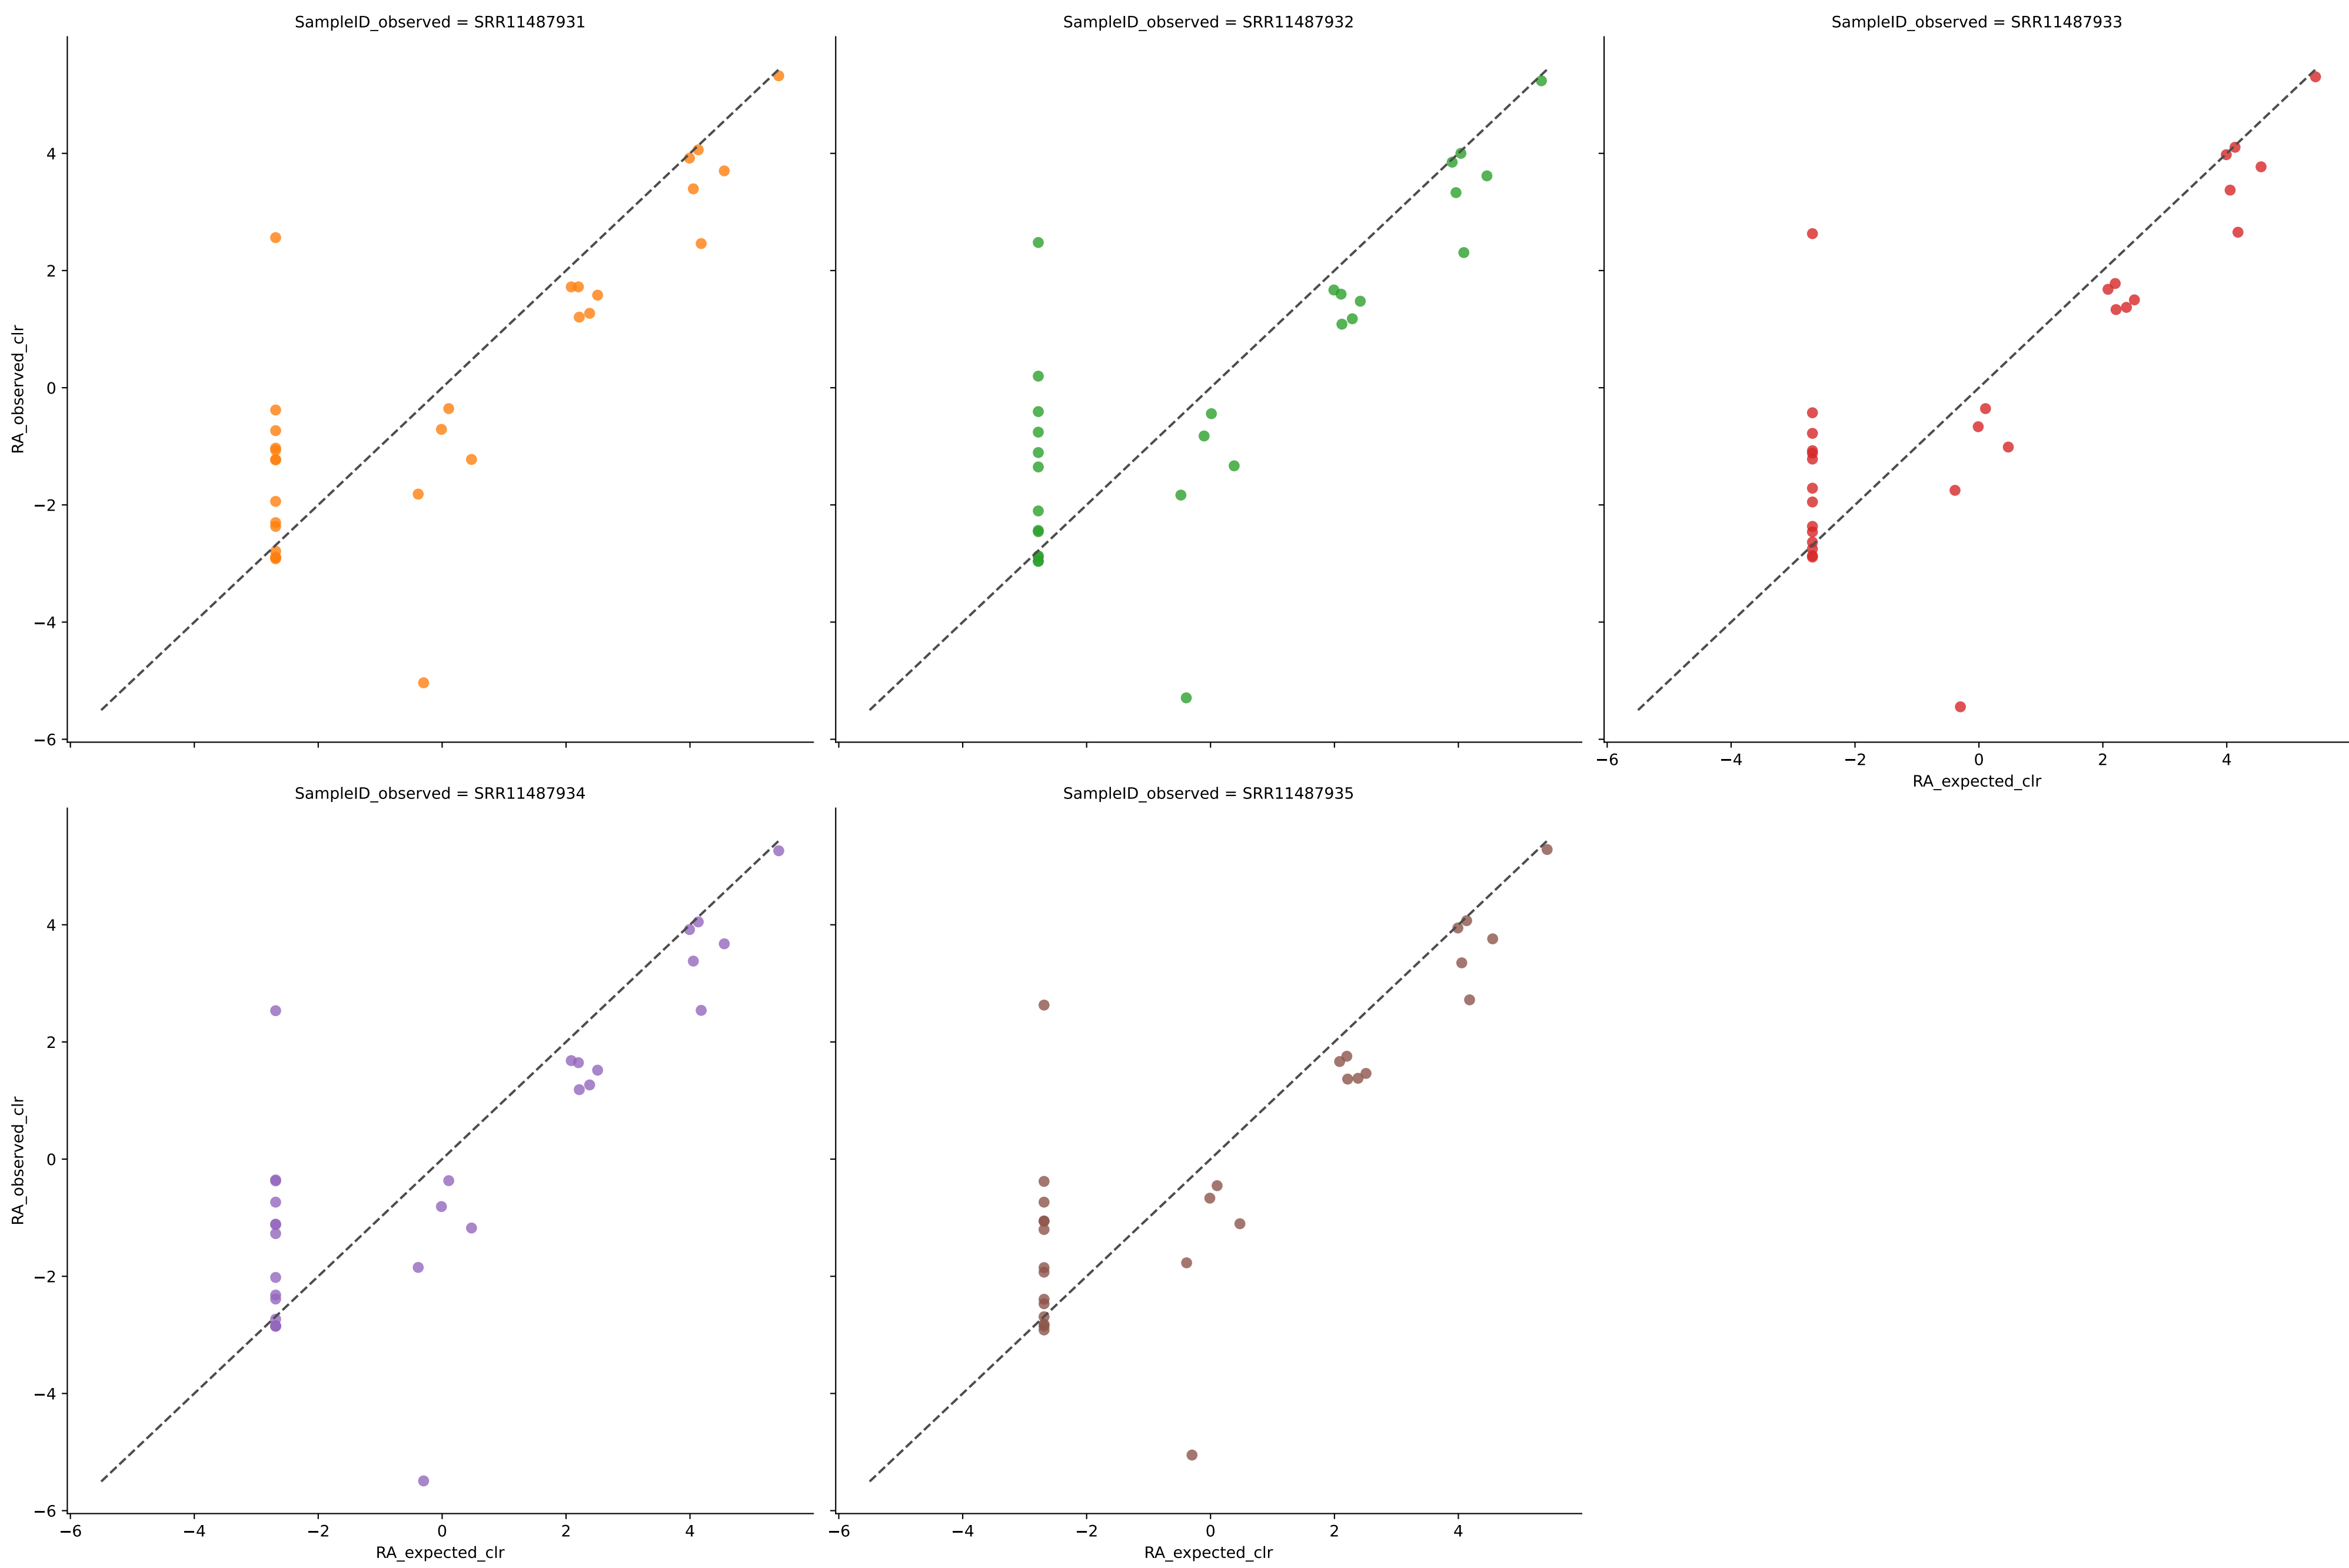 SampleID_observed = SRR11487931
SampleID_observed = SRR11487932
SampleID_observed = SRR11487933
RA_observed_clr
4
2
0
−2
−4
−6
−6 −4 −2 0 2 4
RA_expected_clr
SampleID_observed = SRR11487934
SampleID_observed = SRR11487935
RA_observed_clr
4
2
0
−2
−4
−6
−6 −4 −2 0 2 4
−6 −4 −2 0 2 4
RA_expected_clr
RA_expected_clr